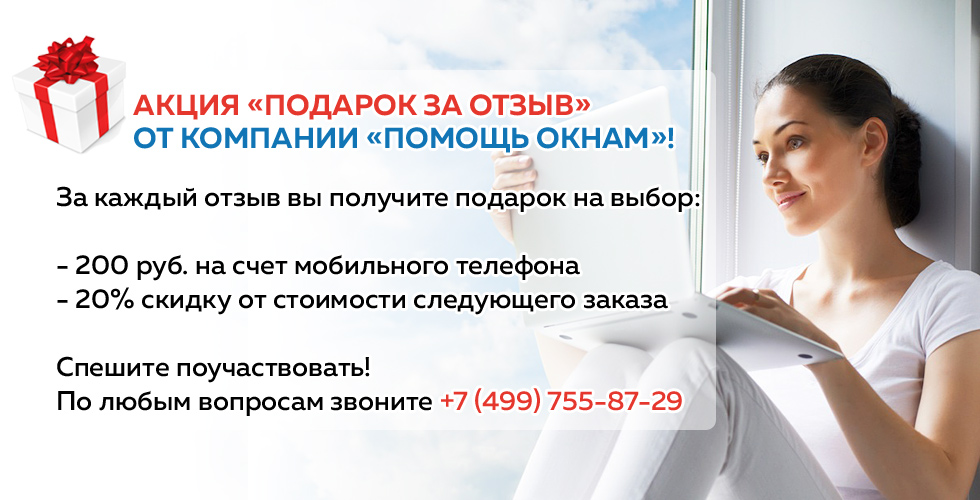 АКЦИЯ «ПОДАРОК ЗА ОТЗЫВ»
ОТ КОМПАНИИ «ПОМОЩЬ ОКНАМ»!
За каждый отзыв вы получите подарок на выбор:
- 200 руб. на счет мобильного телефона
- 20% скидку от стоимости следующего заказа
Спешите поучаствовать!
По любым вопросам звоните +7 (499) 755-87-29